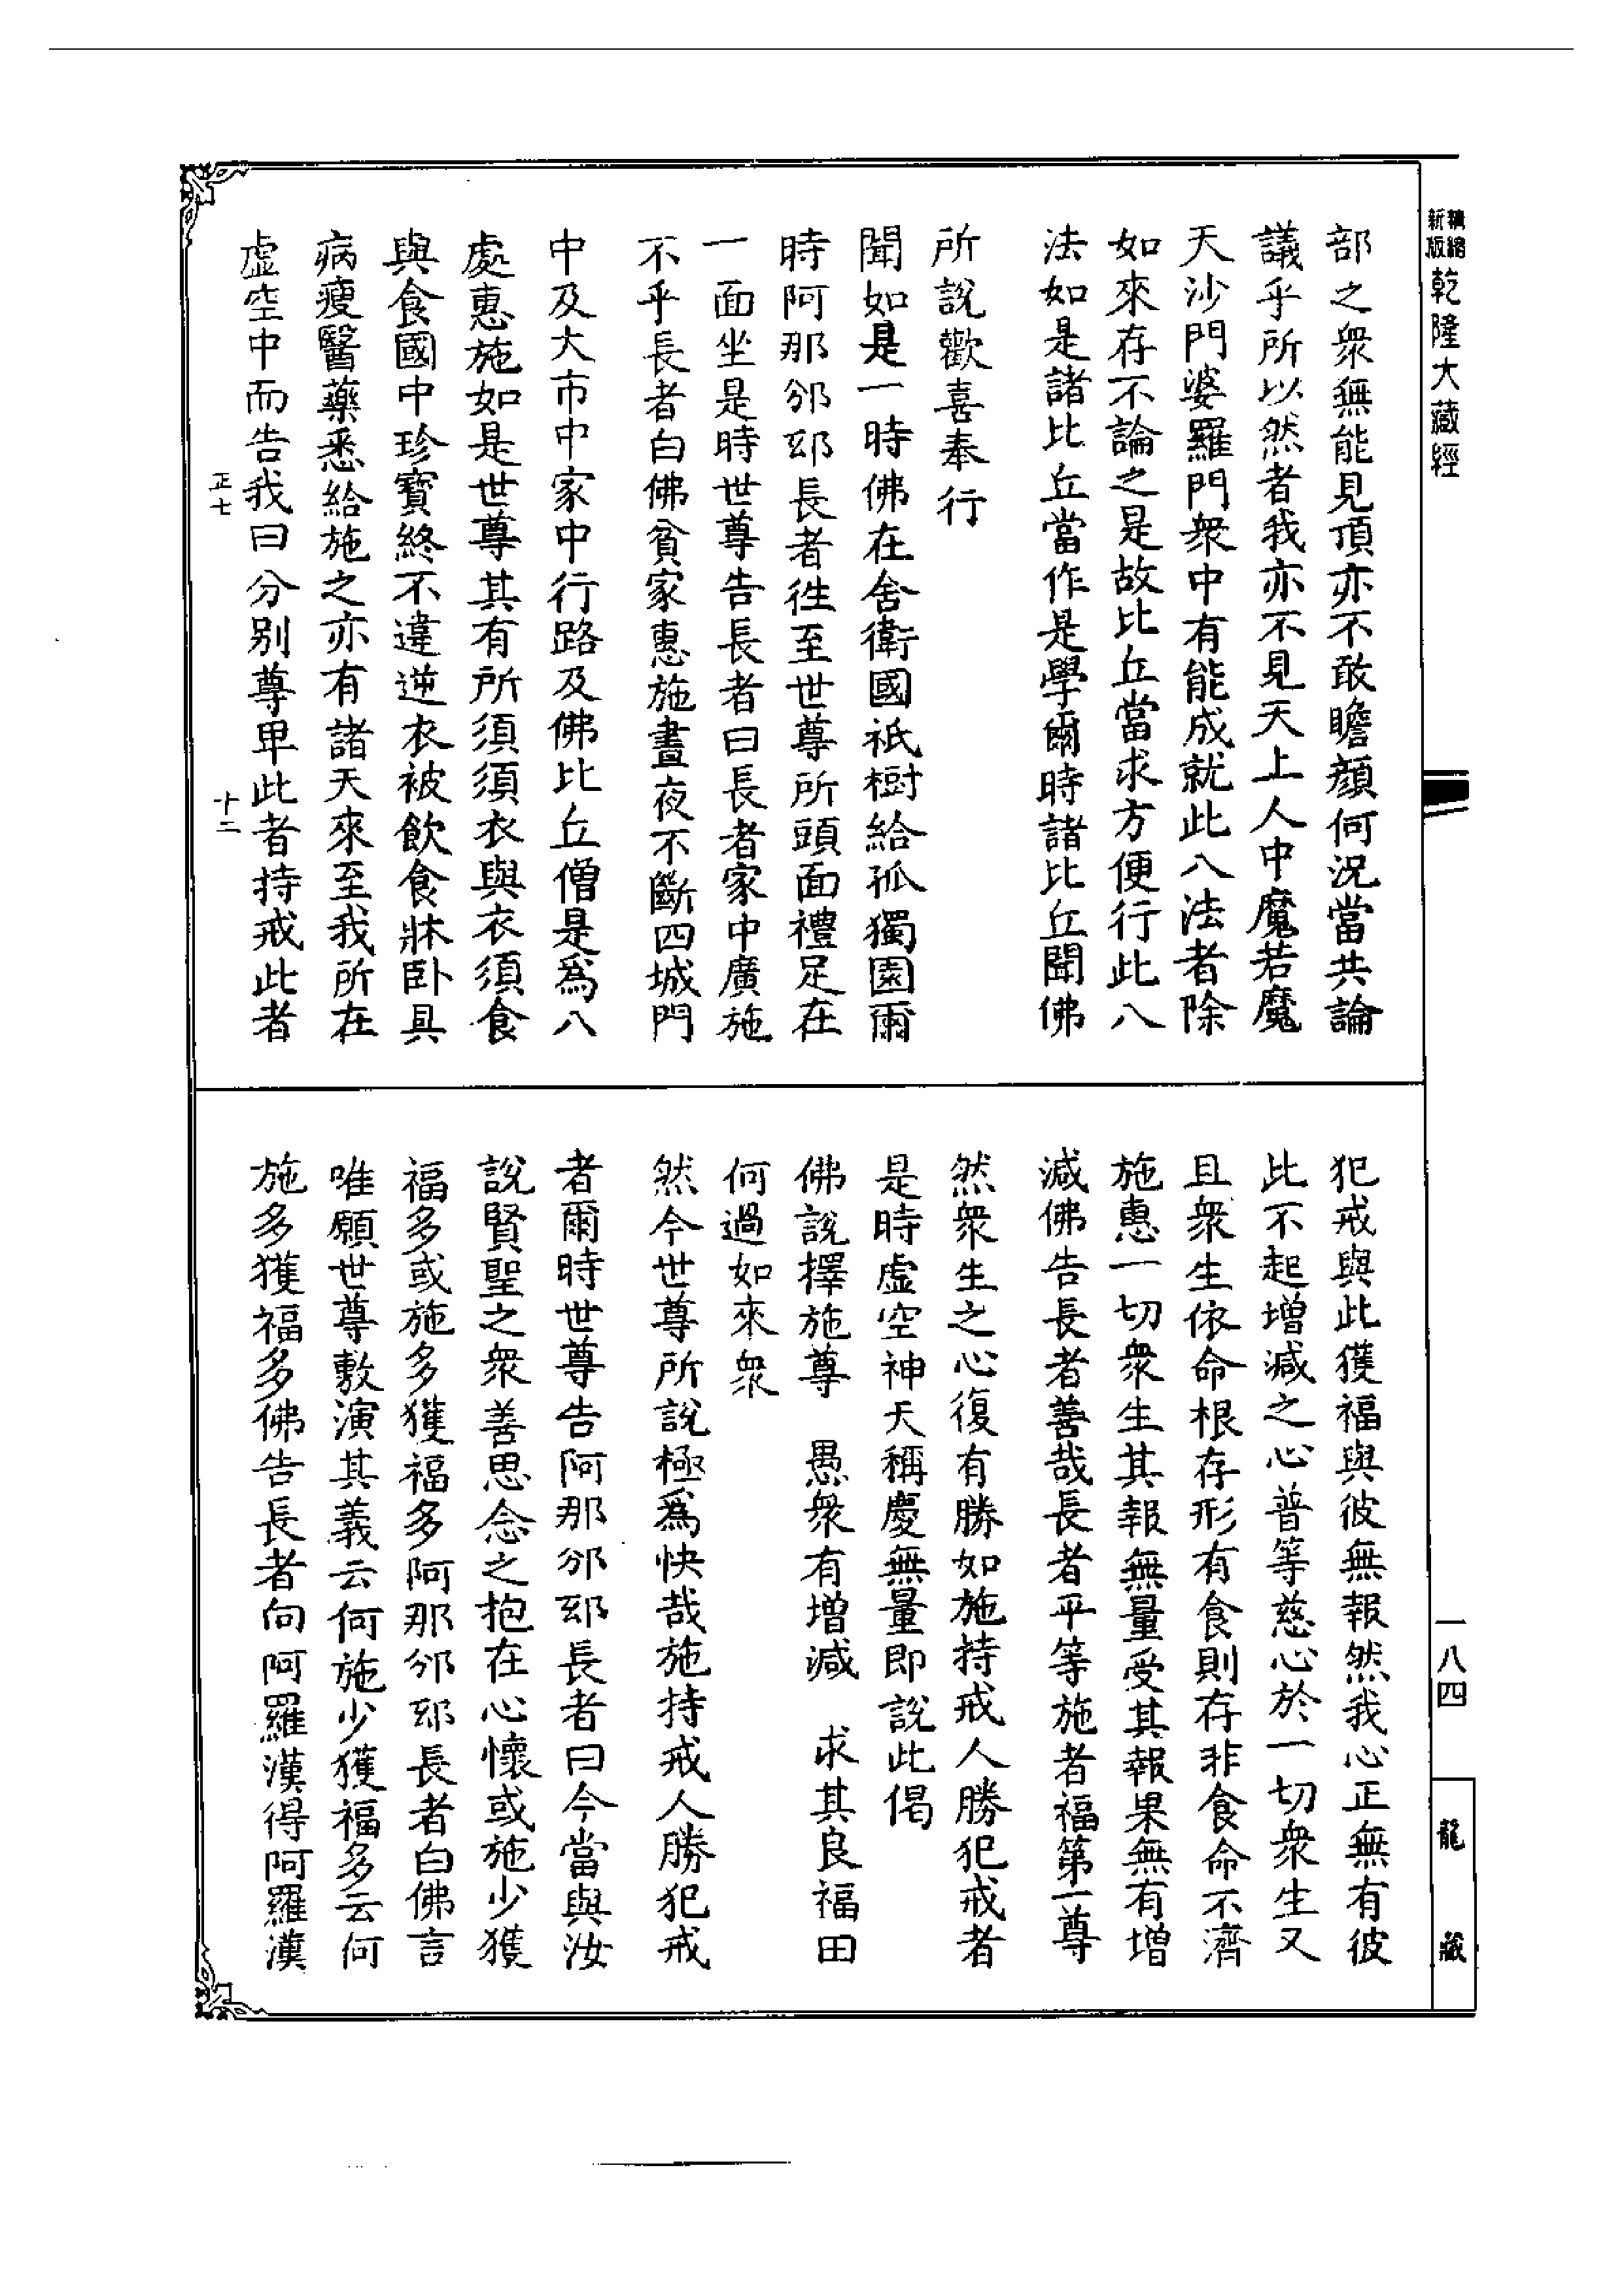 精縮
新版
乾隆大藏經
部之衆無能見頂亦不敢瞻顏何況當共論
議乎所以然者我亦不見天上人中魔若魔
天沙門婆羅門衆中有能成就此八法者除
如來存不論之是故比丘當求方便行此八
法如是諸比丘當作是學爾時諸比丘聞佛
所說歡喜奉行
聞如是一時佛在舍衛國祇樹給孤獨園爾
時阿那邠邸長者徃至世尊所頭面禮足在
一面坐是時世尊告長者曰長者家中廣施
不乎長者白佛貧家惠施晝夜不斷四城門
中及大市中家中行路及佛比丘僧是爲八
處惠施如是世尊其有所須須衣與衣須食
與食國中珍寶終不違逆衣被飲食牀卧具
病瘦醫藥悉給施之亦有諸天來至我所在
虛空中而告我曰分别尊卑此者持戒此者
正七
十二
一八四
龍藏
犯戒與此獲福與彼無報然我心正無有彼
此不起增減之心普等慈心於一切衆生又
且衆生依命根存形有食則存非食命不濟
施惠一切衆生其報無量受其報果無有增
減佛告長者善哉長者平等施者福第一尊
然衆生之心復有勝如施持戒人勝犯戒者
是時虛空神天稱慶無量即說此偈
佛說擇施尊　愚衆有增減　求其良福田
何過如來衆
然今世尊所說極爲快哉施持戒人勝犯戒
者爾時世尊告阿那邠邸長者曰今當與汝
說賢聖之衆善思念之抱在心懷或施少獲
福多或施多獲福多阿那邠邸長者白佛言
唯願世尊敷演其義云何施少獲福多云何
施多獲福多佛告長者向阿羅漢得阿羅漢